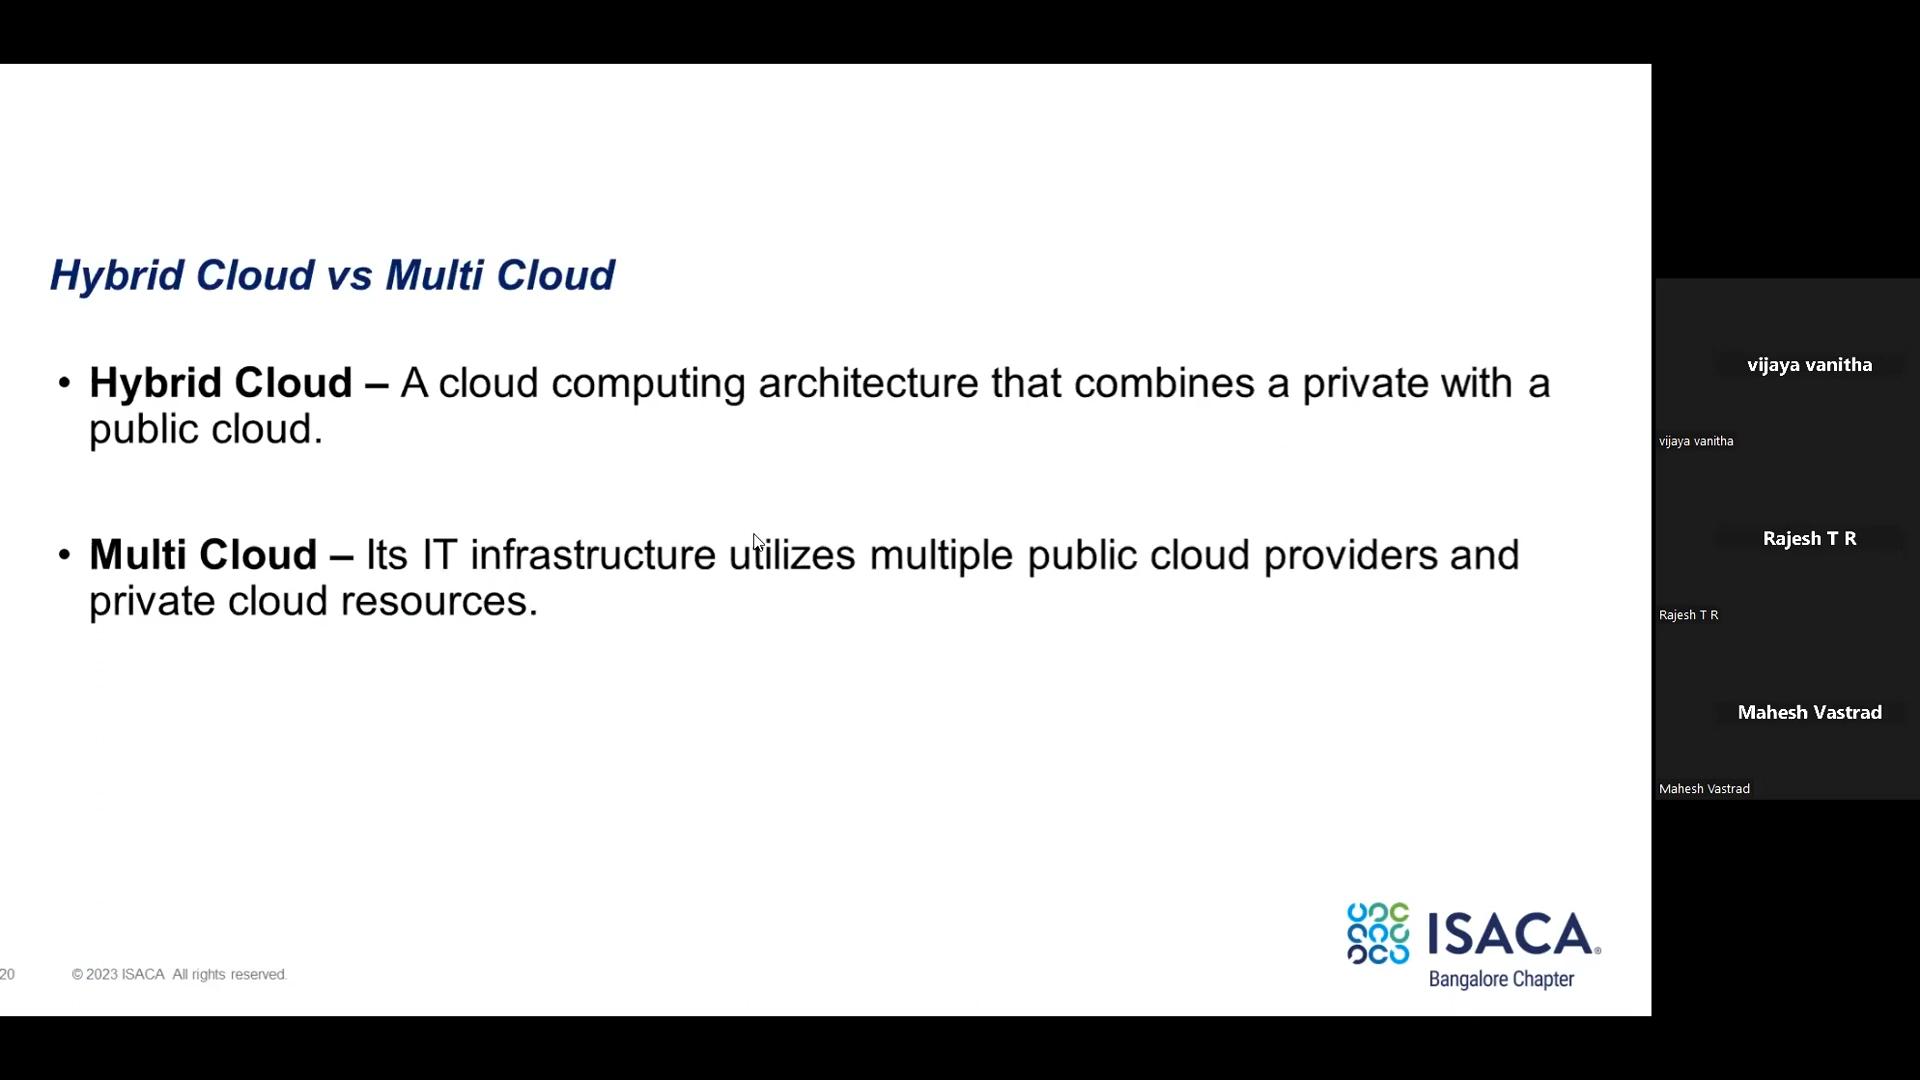 Hybrid Cloud vs Multi Cloud
• Hybrid Cloud – A cloud computing architecture that combines a private with a
public cloud.
• Multi Cloud – Its IT infrastructure utilizes multiple public cloud providers and
private cloud resources.
20 © 2023 ISACA All rights reserved.
ISACA®
Bangalore Chapter
vijaya vanitha
vijaya vanitha
Rajesh T R
Rajesh T R
Mahesh Vastrad
Mahesh Vastrad